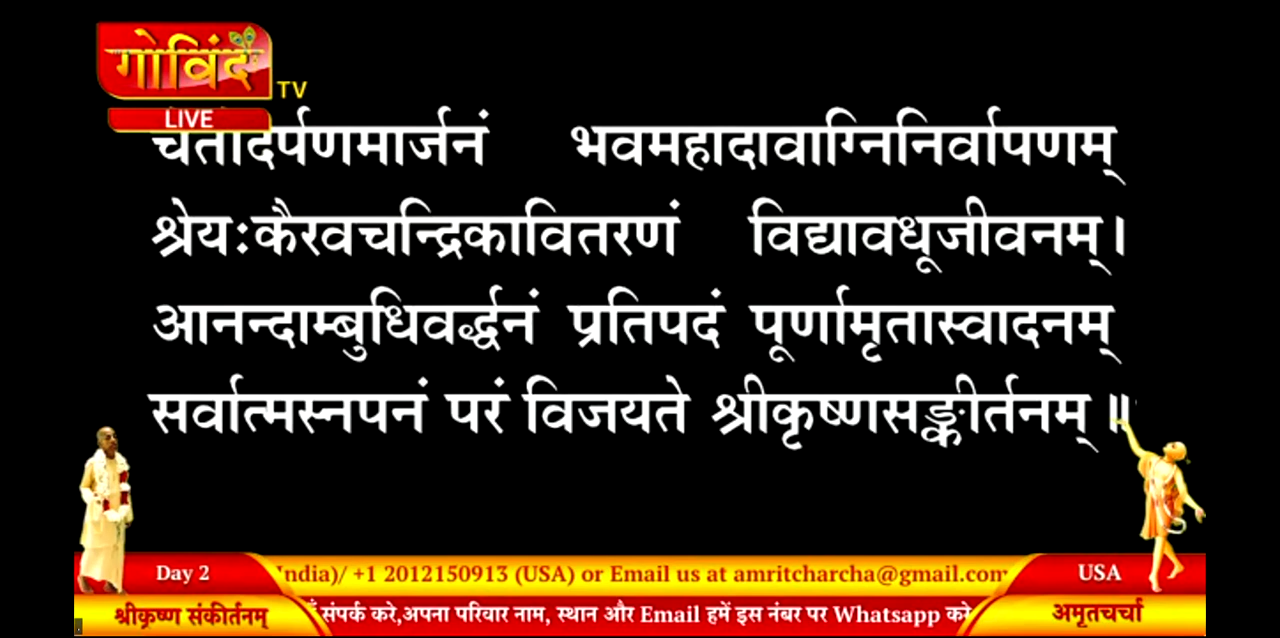 गोविंद
TV
LIVE
चेतोदर्पणमार्जनं भवमहादावाग्निनिर्वापणम्
श्रेयःकैरवचन्द्रिकावितरणं विद्यावधूजीवनम्।
आनन्दाम्बुधिवर्द्धनं प्रतिपदं पूर्णामृतास्वादनम्
सर्वात्मस्नपनं परं विजयते श्रीकृष्णसङ्कीर्तनम्॥
Day 2
India)/ +1 2012150913 (USA) or Email us at amritcharcha@gmail.com
USA
श्रीकृष्ण संकीर्तनम्
संपर्क करे,अपना परिवार नाम, स्थान और Email हमें इस नंबर पर Whatsapp करे
अमृतचर्चा